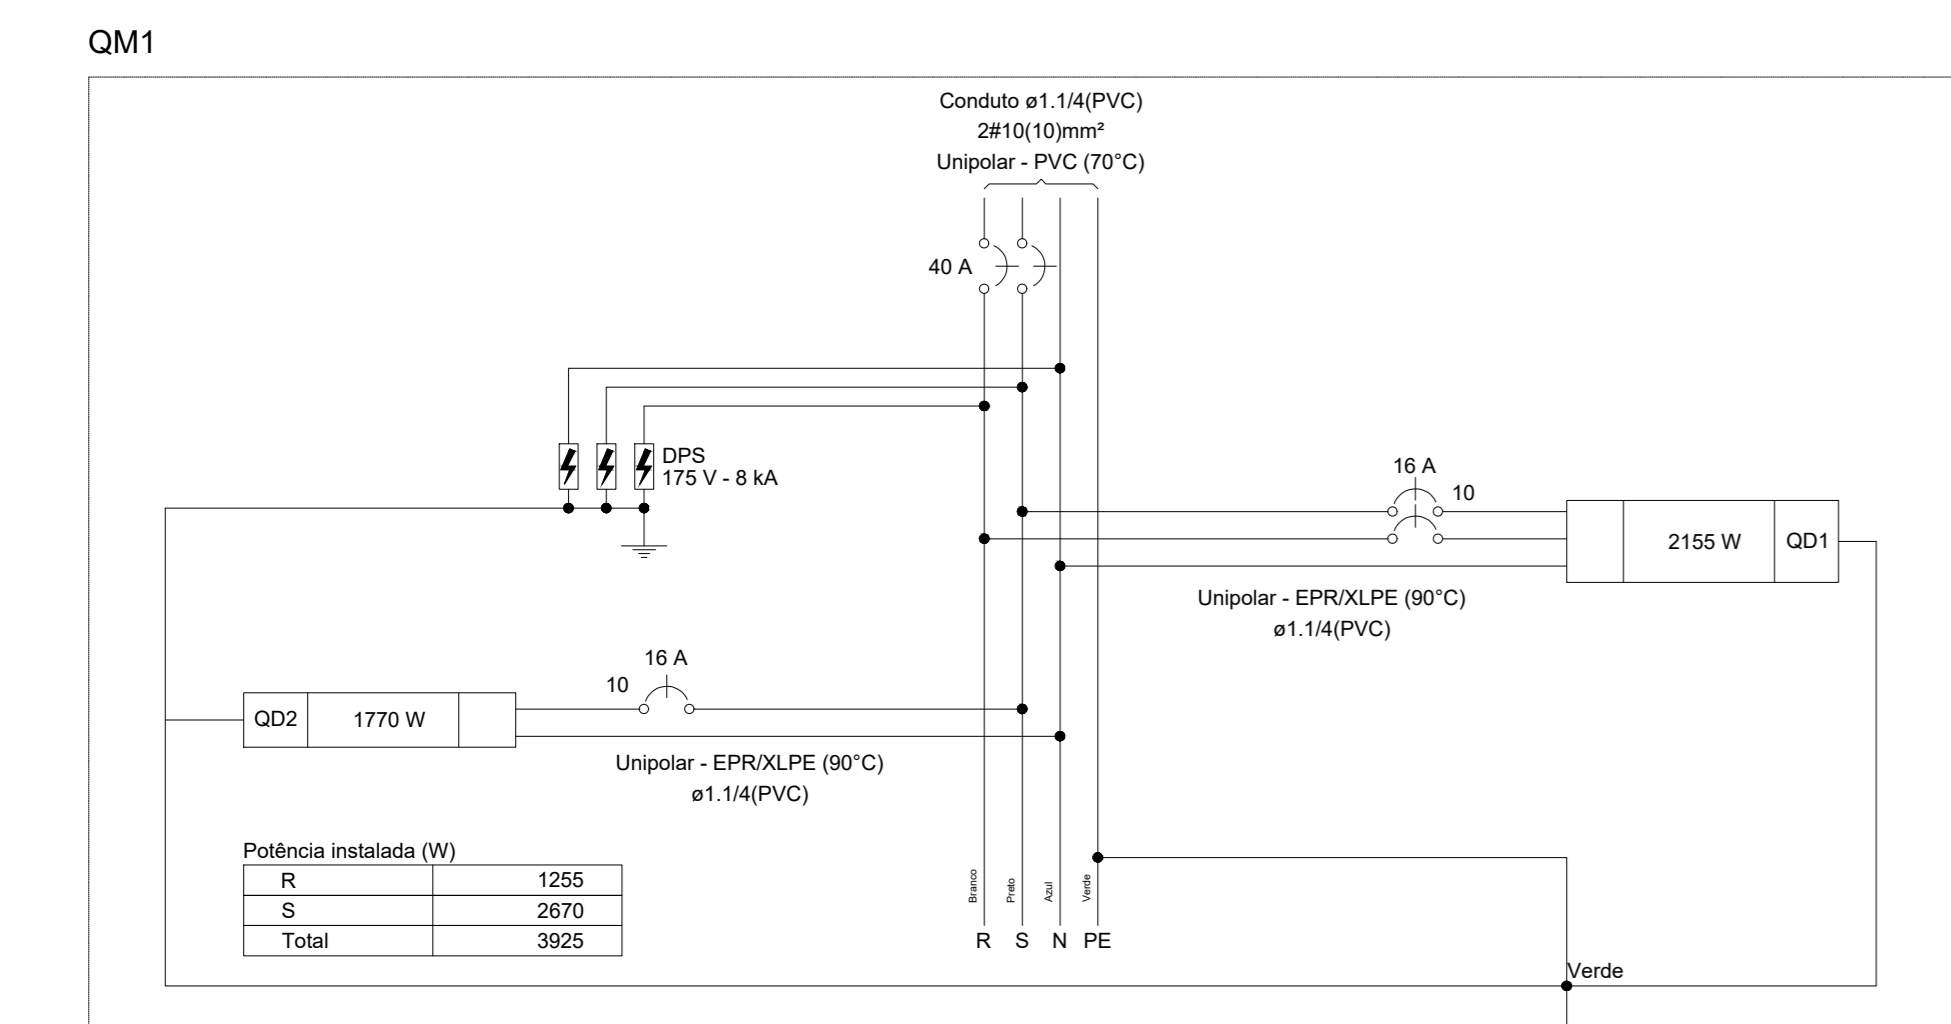 QM1
Conduto ø1.1/4(PVC)
2#10(10)mm²
Unipolar - PVC (70°C)
40 A
DPS
175 V - 8 kA
16 A
10
2155 W
QD1
Unipolar - EPR/XLPE (90°C)
ø1.1/4(PVC)
16 A
10
QD2
1770 W
Unipolar - EPR/XLPE (90°C)
ø1.1/4(PVC)
Potência instalada (W)
R 1255
S 2670
Total 3925
Branco
Preto
Azul
Verde
R S N PE
Verde